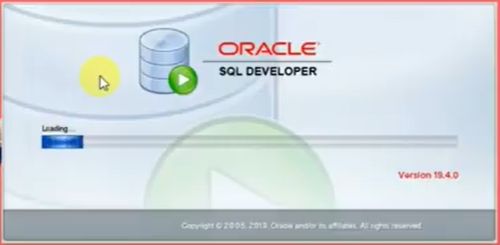 ORACLE
SQL DEVELOPER
Loading...
Version 19.4.0
Copyright © 2005, 2019, Oracle and/or its affiliates. All rights reserved.